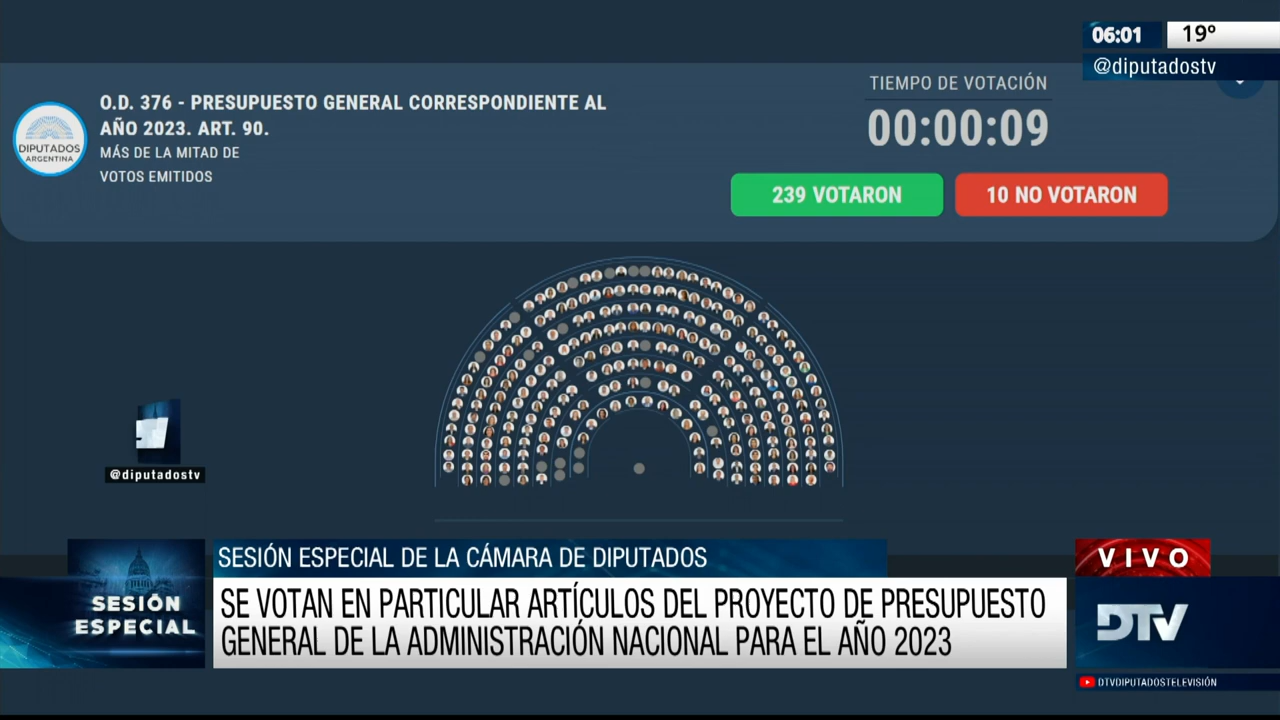 06:01 19°
@diputadostv
DIPUTADOS
ARGENTINA
O.D. 376 - PRESUPUESTO GENERAL CORRESPONDIENTE AL
AÑO 2023. ART. 90.
MÁS DE LA MITAD DE
VOTOS EMITIDOS
TIEMPO DE VOTACIÓN
00:00:09
239 VOTARON
10 NO VOTARON
@diputadostv
SESIÓN
ESPECIAL
SESIÓN ESPECIAL DE LA CÁMARA DE DIPUTADOS
SE VOTAN EN PARTICULAR ARTÍCULOS DEL PROYECTO DE PRESUPUESTO
GENERAL DE LA ADMINISTRACIÓN NACIONAL PARA EL AÑO 2023
VIVO
DTV
DTVDIPUTADOSTELEVISIÓN